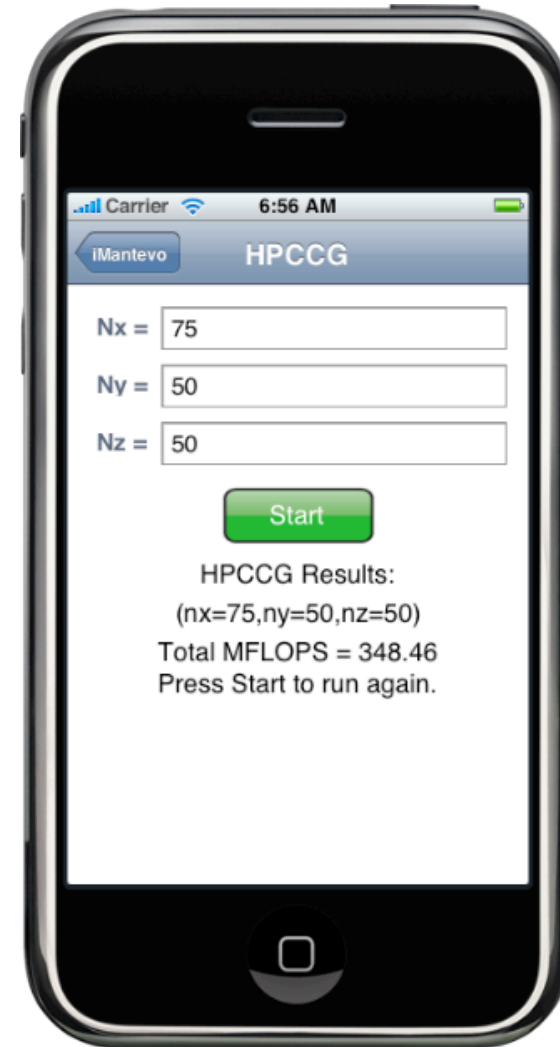 Carrier 6:56 AM
iMantevo HPCCG
Nx = 75
Ny = 50
Nz = 50
Start
HPCCG Results:
(nx=75,ny=50,nz=50)
Total MFLOPS = 348.46
Press Start to run again.